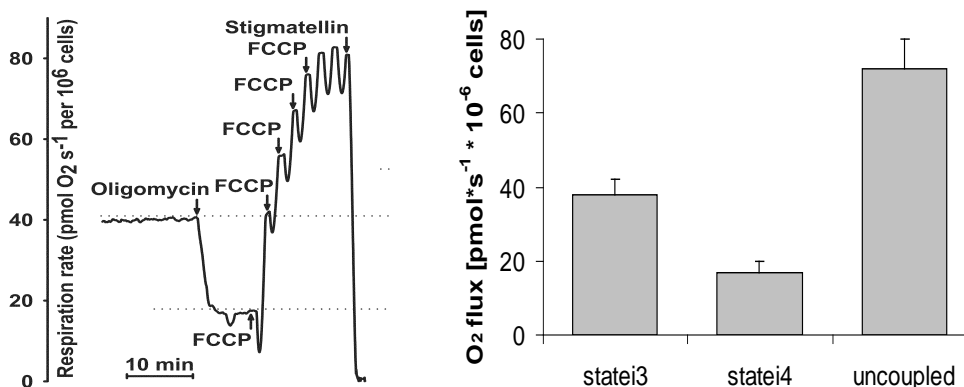 Respiration rate (pmol O2 s-1 per 10^6 cells)
80
60
40
20
0
Stigmatellin
FCCP
FCCP
FCCP
Oligomycin
FCCP
FCCP
10 min
O2 flux [pmol*s-1 * 10-6 cells]
80
60
40
20
0
statei3
statei4
uncoupled